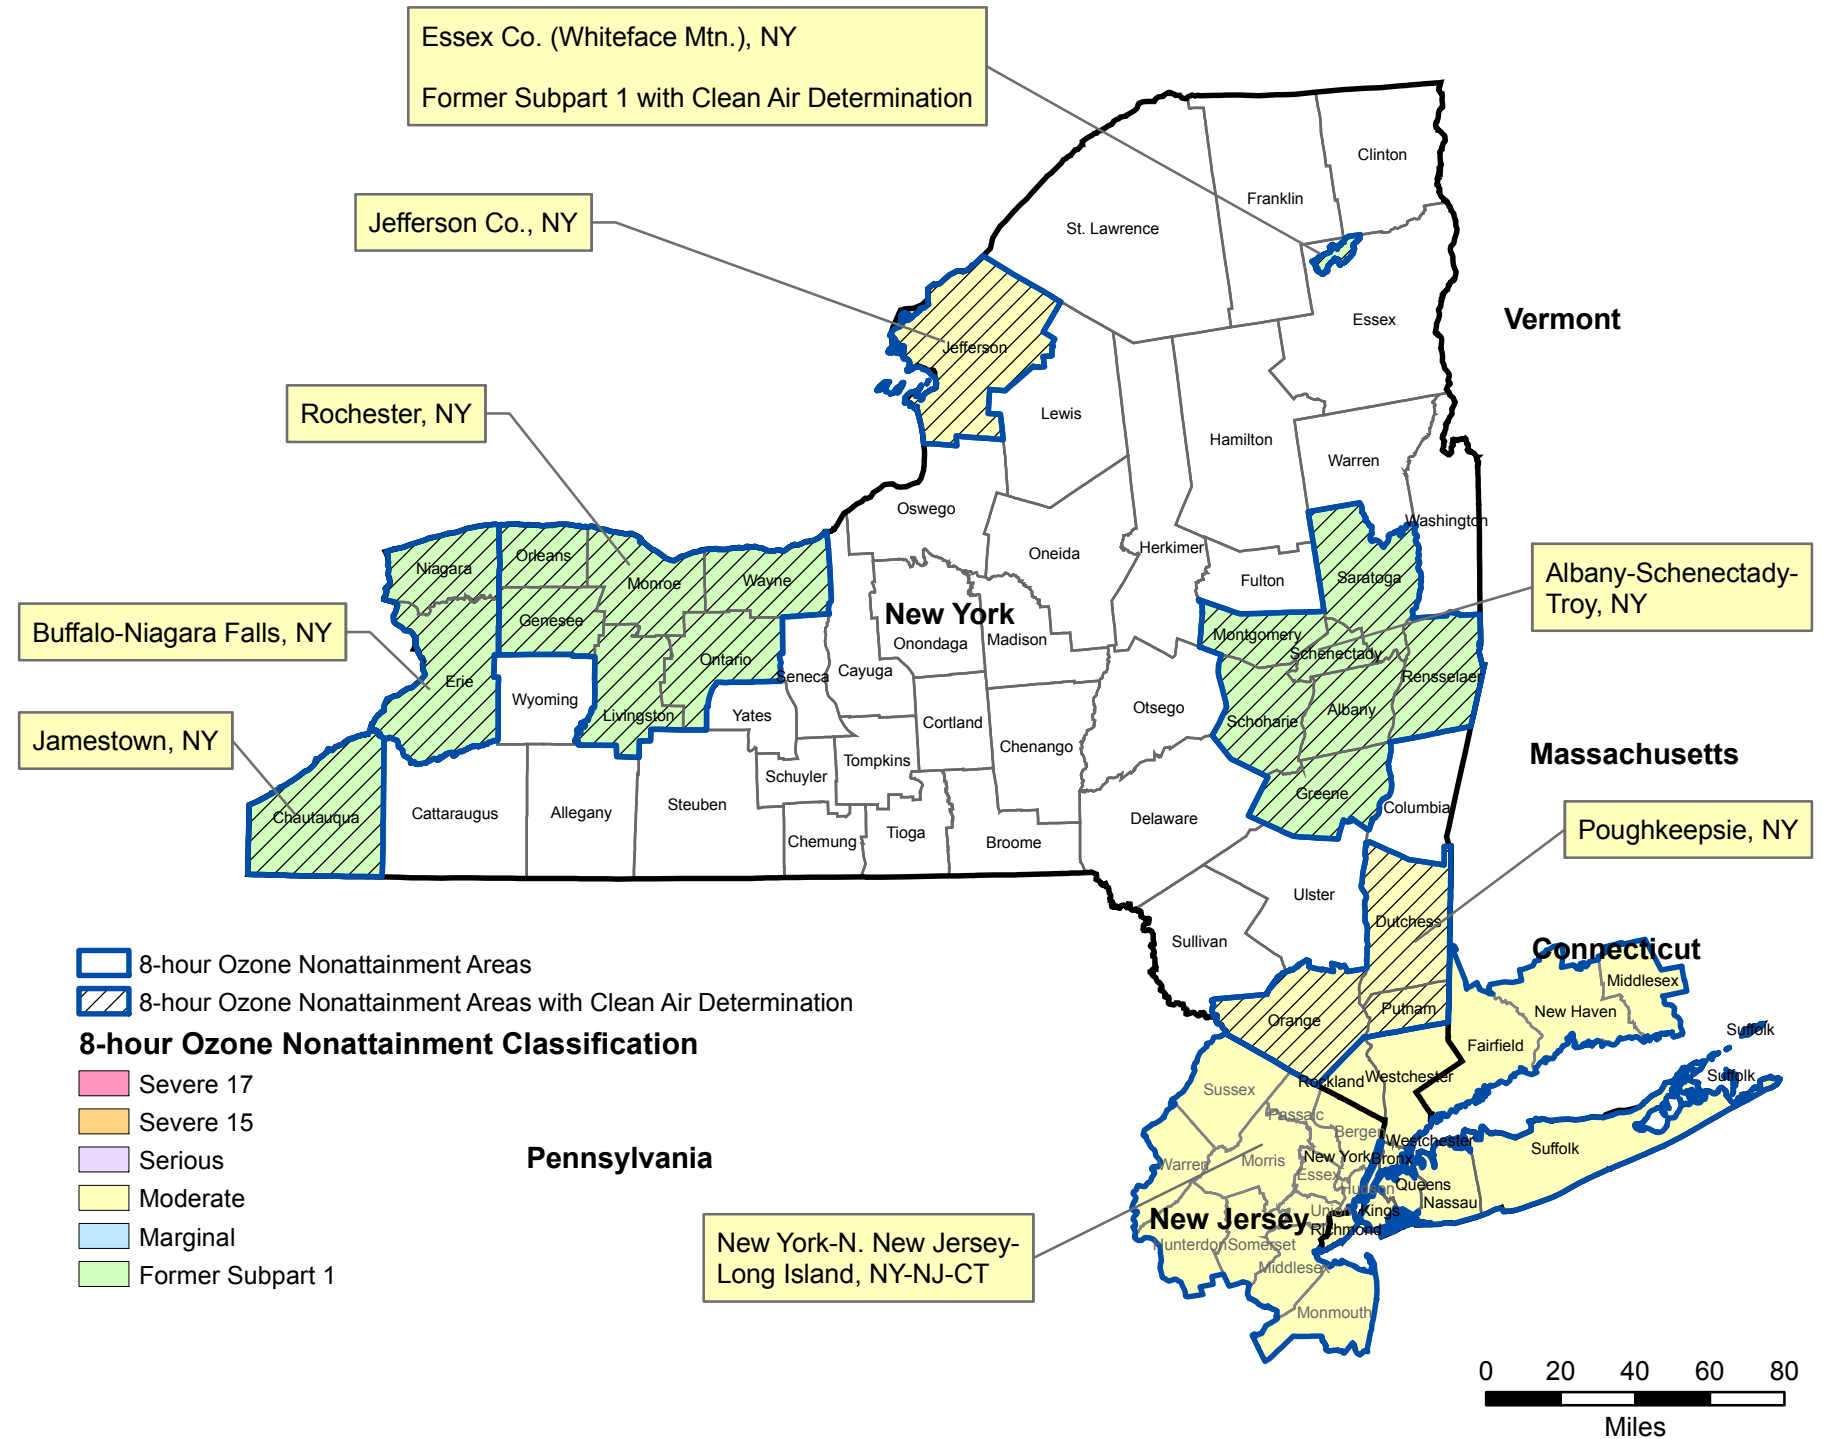 Essex Co. (Whiteface Mtn.), NY
Former Subpart 1 with Clean Air Determination
Clinton
Franklin
St. Lawrence
Jefferson Co., NY
Essex
Vermont
Jefferson
Rochester, NY
Lewis
Hamilton
Warren
Oswego
Washington
Oneida
Herkimer
Orleans
Niagara
Monroe
Wayne
Fulton
Saratoga
Albany-Schenectady-
Troy, NY
New York
Genesee
Buffalo-Niagara Falls, NY
Onondaga
Madison
Montgomery
Schenectady
Ontario
Seneca
Cayuga
Rensselaer
Erie
Wyoming
Livingston
Yates
Cortland
Otsego
Schoharie
Albany
Jamestown, NY
Chenango
Massachusetts
Tompkins
Schuyler
Greene
Chautauqua
Cattaraugus
Allegany
Steuben
Columbia
Delaware
Tioga
Chemung
Broome
Poughkeepsie, NY
Ulster
Dutchess
Sullivan
Connecticut
8-hour Ozone Nonattainment Areas
Middlesex
8-hour Ozone Nonattainment Areas with Clean Air Determination
Putnam
New Haven
Orange
Suffolk
8-hour Ozone Nonattainment Classification
Fairfield
Severe 17
Rockland
Westchester
Suffolk
Sussex
Severe 15
Passaic
Bergen
Westchester
Suffolk
Serious
Pennsylvania
Warren
Morris
New York
Bronx
Essex
Hudson
Queens
Moderate
Nassau
Union
Kings
New Jersey
Richmond
Marginal
Hunterdon
Somerset
New York-N. New Jersey-
Long Island, NY-NJ-CT
Middlesex
Former Subpart 1
Monmouth
0 20 40 60 80
Miles